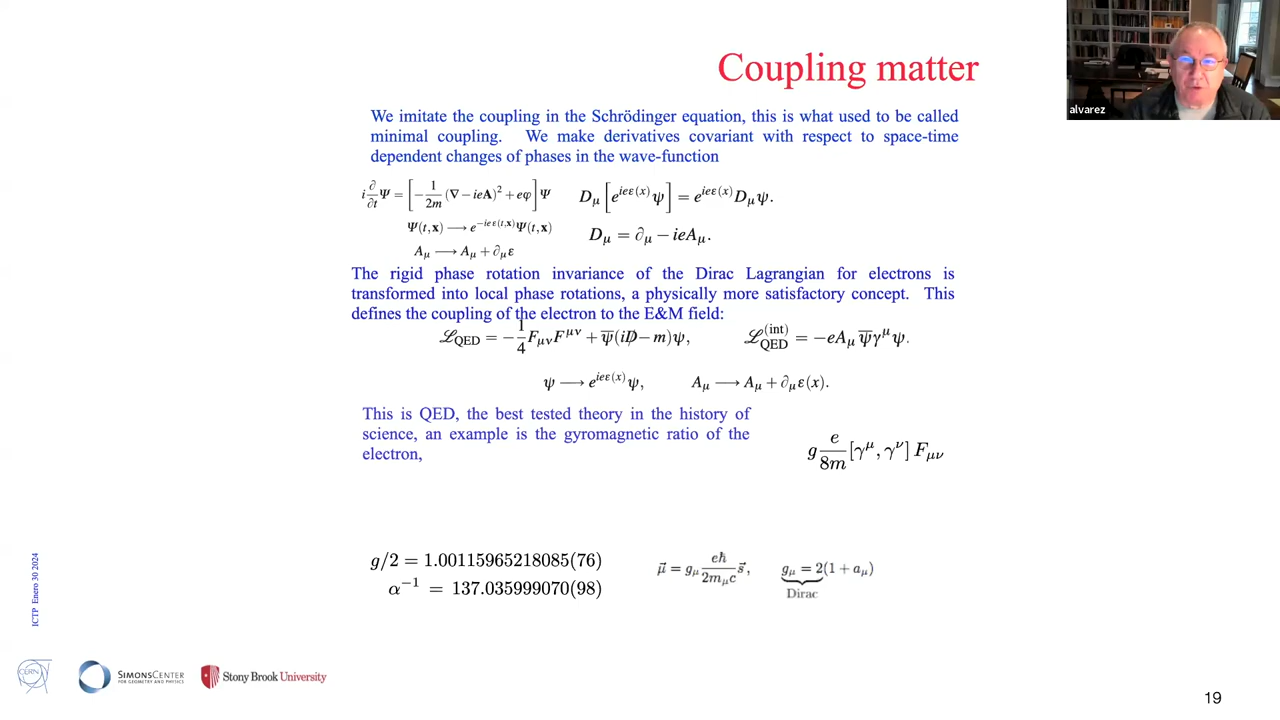 Coupling matter
alvarez
We imitate the coupling in the Schrödinger equation, this is what used to be called
minimal coupling. We make derivatives covariant with respect to space-time
dependent changes of phases in the wave-function
i ∂/∂t Ψ = [ −1/2m (∇ − ieA)² + eφ ] Ψ
D_μ [ e^{ieε(x)} ψ ] = e^{ieε(x)} D_μ ψ.
Ψ(t,x) ⟶ e^{−ieε(t,x)} Ψ(t,x)
D_μ = ∂_μ − ieA_μ.
A_μ ⟶ A_μ + ∂_μ ε
The rigid phase rotation invariance of the Dirac Lagrangian for electrons is
transformed into local phase rotations, a physically more satisfactory concept. This
defines the coupling of the electron to the E&M field:
ℒ_QED = −1/4 F_μν F^μν + ψ̄(iD̸ − m)ψ, ℒ_QED^(int) = −eA_μ ψ̄γ^μ ψ.
ψ ⟶ e^{ieε(x)} ψ, A_μ ⟶ A_μ + ∂_μ ε(x).
This is QED, the best tested theory in the history of
science, an example is the gyromagnetic ratio of the
electron,
g e/8m [γ^μ, γ^ν] F_μν
g/2 = 1.00115965218085(76)
α⁻¹ = 137.035999070(98)
μ⃗ = g_μ eħ/2m_μc s⃗, g_μ = 2(1 + a_μ)
Dirac
ICTP Enero 30 2024
CERN
SIMONS CENTER
FOR GEOMETRY AND PHYSICS
Stony Brook University
19